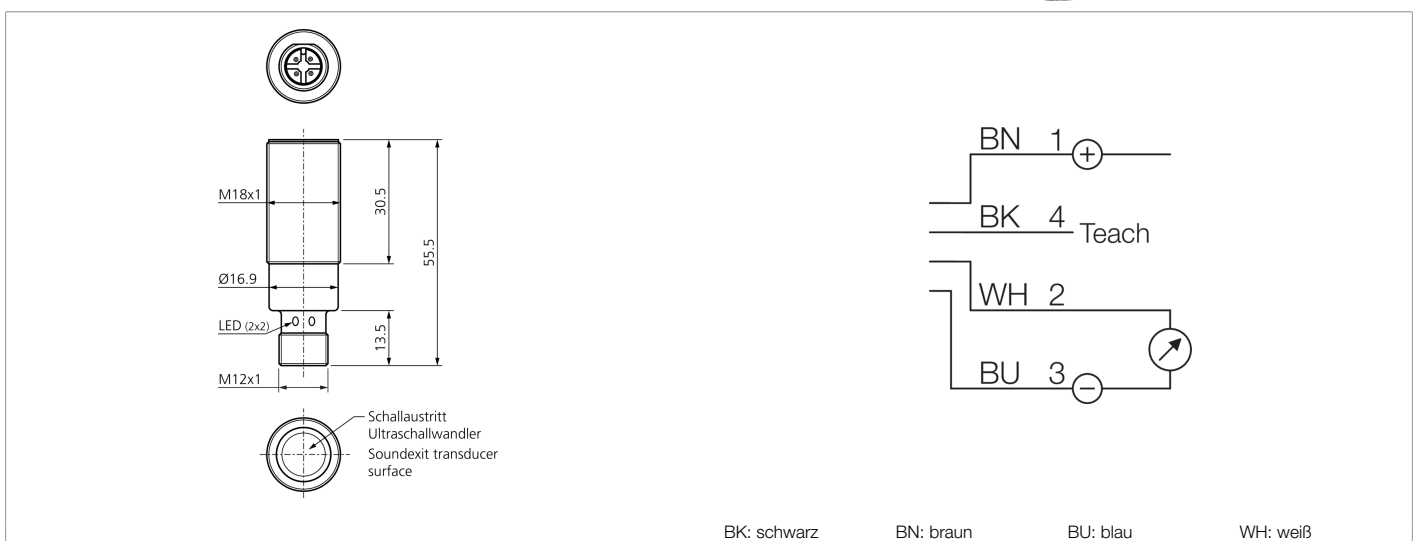 M18x1
30.5
55.5
Ø16.9
LED (2x2)
13.5
M12x1
Schallaustritt
Ultraschallwandler
Soundexit transducer
surface
BN 1 +
BK 4 Teach
WH 2
BU 3 −
BK: schwarz BN: braun BU: blau WH: weiß